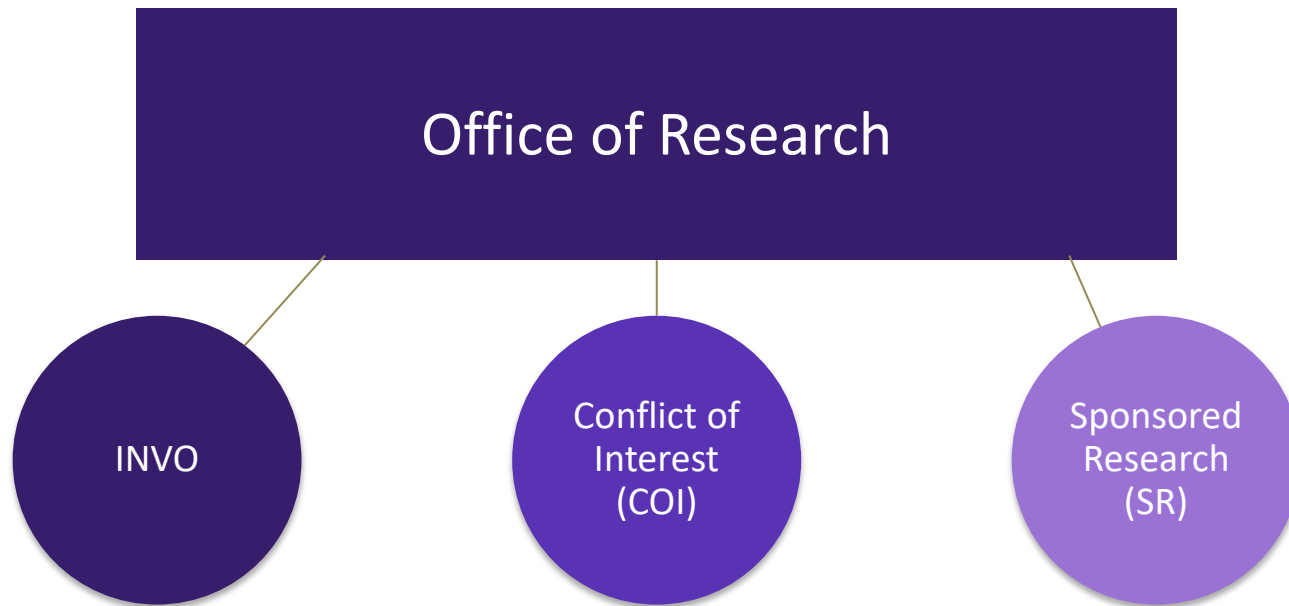 Office of Research
INVO
Conflict of
Interest
(COI)
Sponsored
Research
(SR)